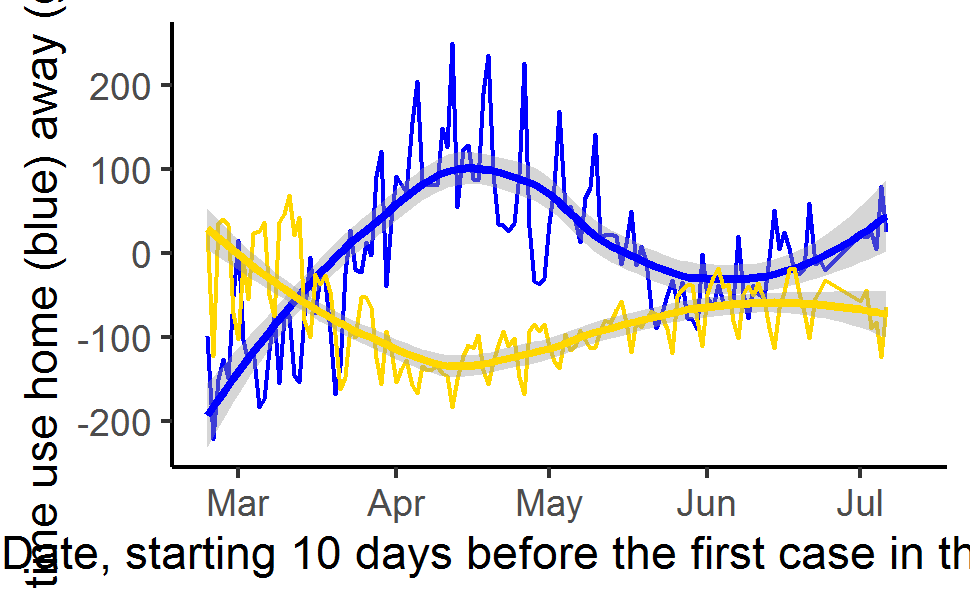 time use home (blue) away (
200
100
0
-100
-200
Mar Apr May Jun Jul
Date, starting 10 days before the first case in th